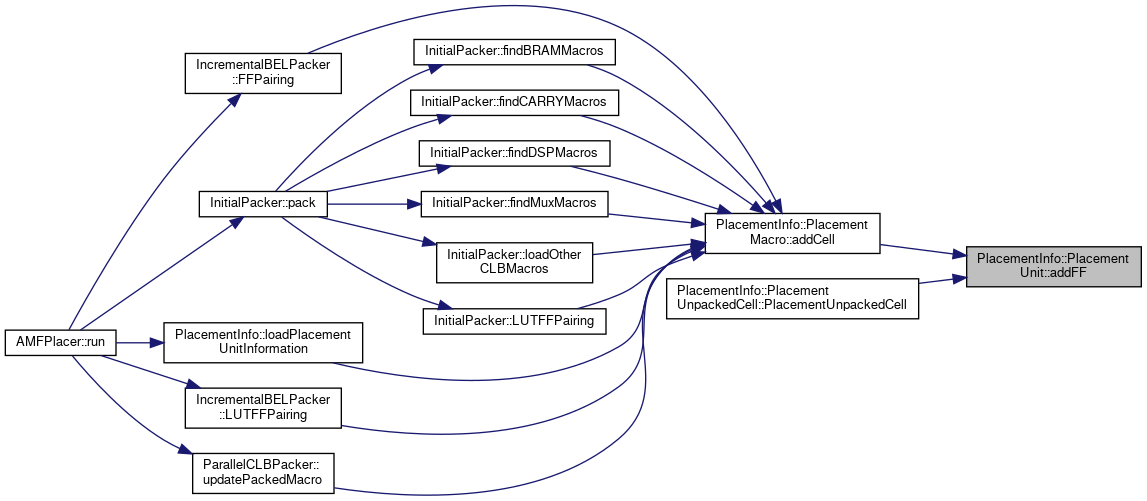 InitialPacker::findBRAMMacros
IncrementalBELPacker
::FFPairing
InitialPacker::findCARRYMacros
InitialPacker::findDSPMacros
InitialPacker::pack
InitialPacker::findMuxMacros
PlacementInfo::Placement
Macro::addCell
InitialPacker::loadOther
CLBMacros
PlacementInfo::Placement
Unit::addFF
PlacementInfo::Placement
UnpackedCell::PlacementUnpackedCell
InitialPacker::LUTFFPairing
AMFPlacer::run
PlacementInfo::loadPlacement
UnitInformation
IncrementalBELPacker
::LUTFFPairing
ParallelCLBPacker::
updatePackedMacro